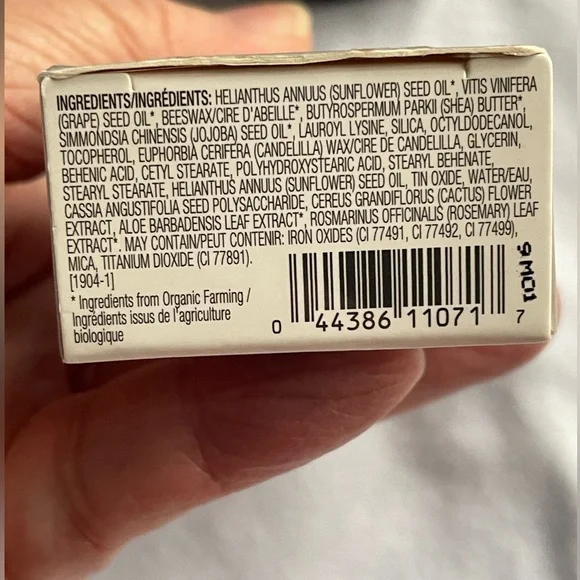 INGREDIENTS/INGRÉDIENTS: HELIANTHUS ANNUUS (SUNFLOWER) SEED OIL*, VITIS VINIFERA
(GRAPE) SEED OIL*, BEESWAX/CIRE D'ABEILLE*, BUTYROSPERMUM PARKII (SHEA) BUTTER*,
SIMMONDSIA CHINENSIS (JOJOBA) SEED OIL*, LAUROYL LYSINE, SILICA, OCTYLDODECANOL,
TOCOPHEROL, EUPHORBIA CERIFERA (CANDELILLA) WAX/CIRE DE CANDELILLA, GLYCERIN,
BEHENIC ACID, CETYL STEARATE, POLYHYDROXYSTEARIC ACID, STEARYL BEHENATE,
STEARYL STEARATE, HELIANTHUS ANNUUS (SUNFLOWER) SEED OIL, TIN OXIDE, WATER/EAU,
CASSIA ANGUSTIFOLIA SEED POLYSACCHARIDE, CEREUS GRANDIFLORUS (CACTUS) FLOWER
EXTRACT, ALOE BARBADENSIS LEAF EXTRACT*, ROSMARINUS OFFICINALIS (ROSEMARY) LEAF
EXTRACT*. MAY CONTAIN/PEUT CONTENIR: IRON OXIDES (CI 77491, CI 77492, CI 77499),
MICA, TITANIUM DIOXIDE (CI 77891).
[1904-1]
* Ingredients from Organic Farming /
Ingrédients issus de l'agriculture
biologique
0 44386 11071 7